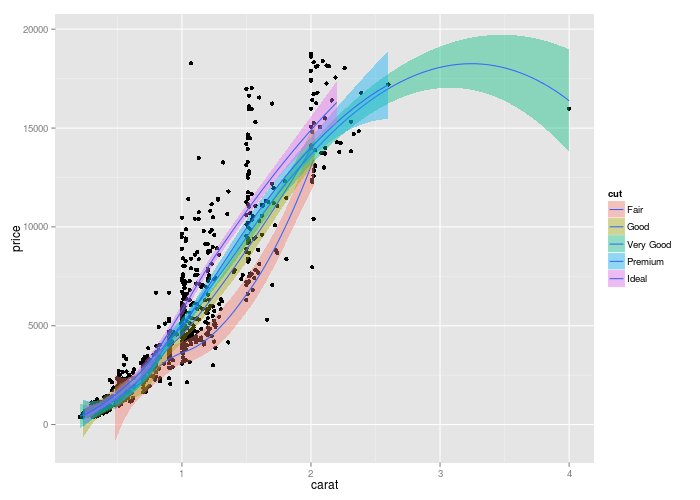 20000
15000
10000
5000
0
price
1
2
3
4
carat
cut
Fair
Good
Very Good
Premium
Ideal